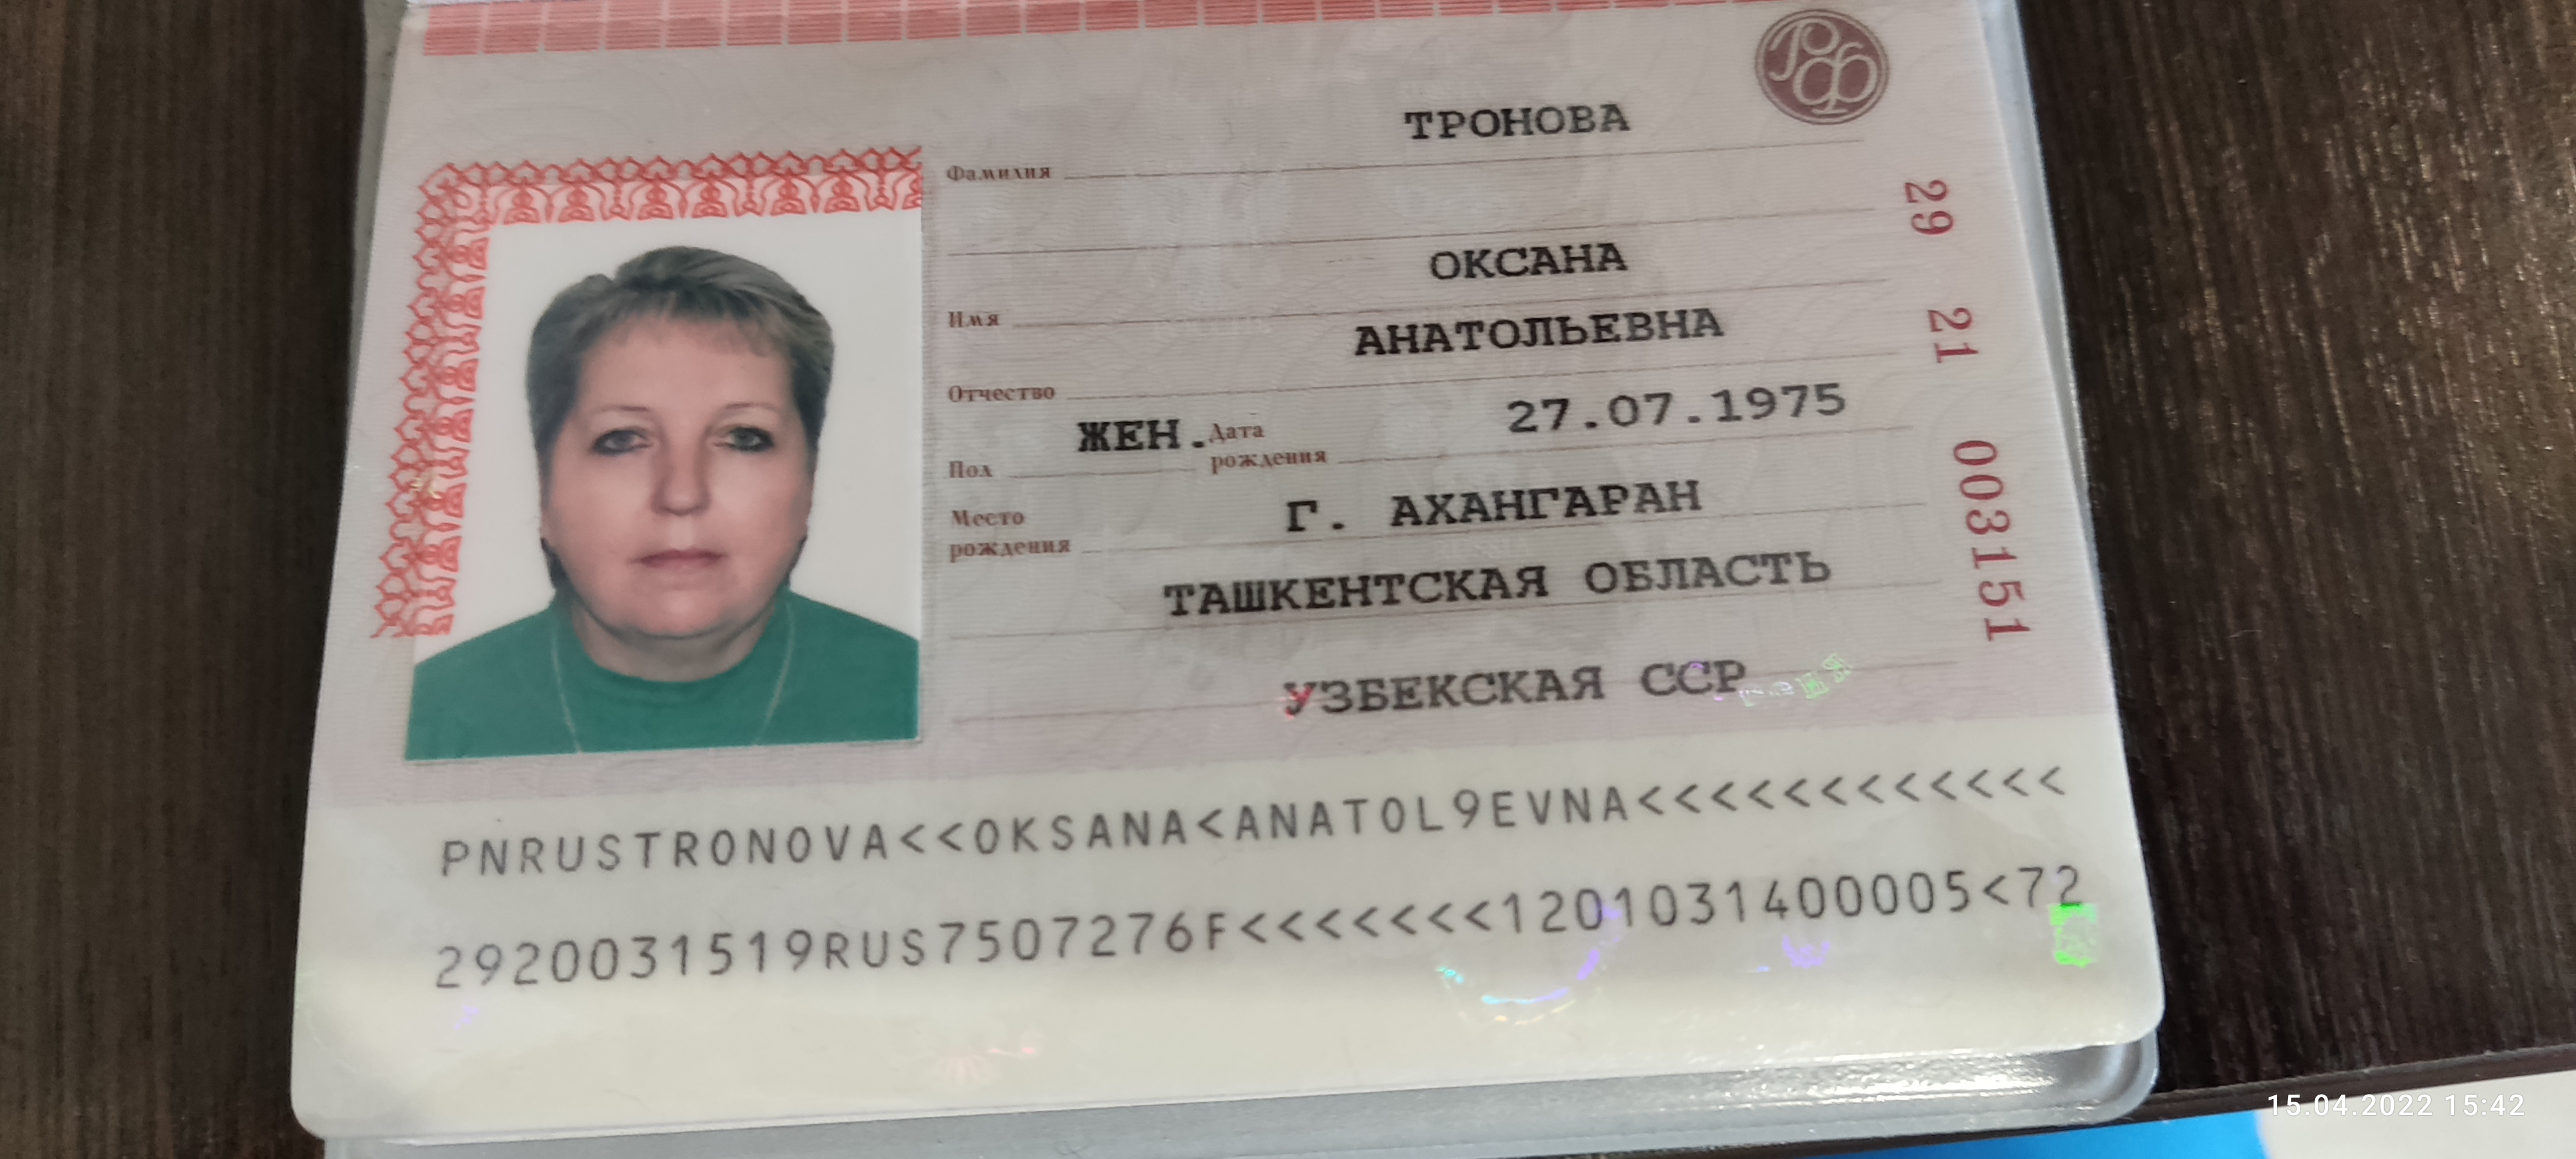 РФ
ТРОНОВА
Фамилия
ОКСАНА
Имя
АНАТОЛЬЕВНА
Отчество
ЖЕН.
Пол
Дата
рождения
27.07.1975
Место
рождения
Г. АХАНГАРАН
ТАШКЕНТСКАЯ ОБЛАСТЬ
УЗБЕКСКАЯ ССР
29 21 003151
PNRUSTRONOVA<<OKSANA<ANATOL9EVNA<<<<<<<<<<<<
2920031519RUS7507276F<<<<<<<1201031400005<72
15.04.2022 15:42